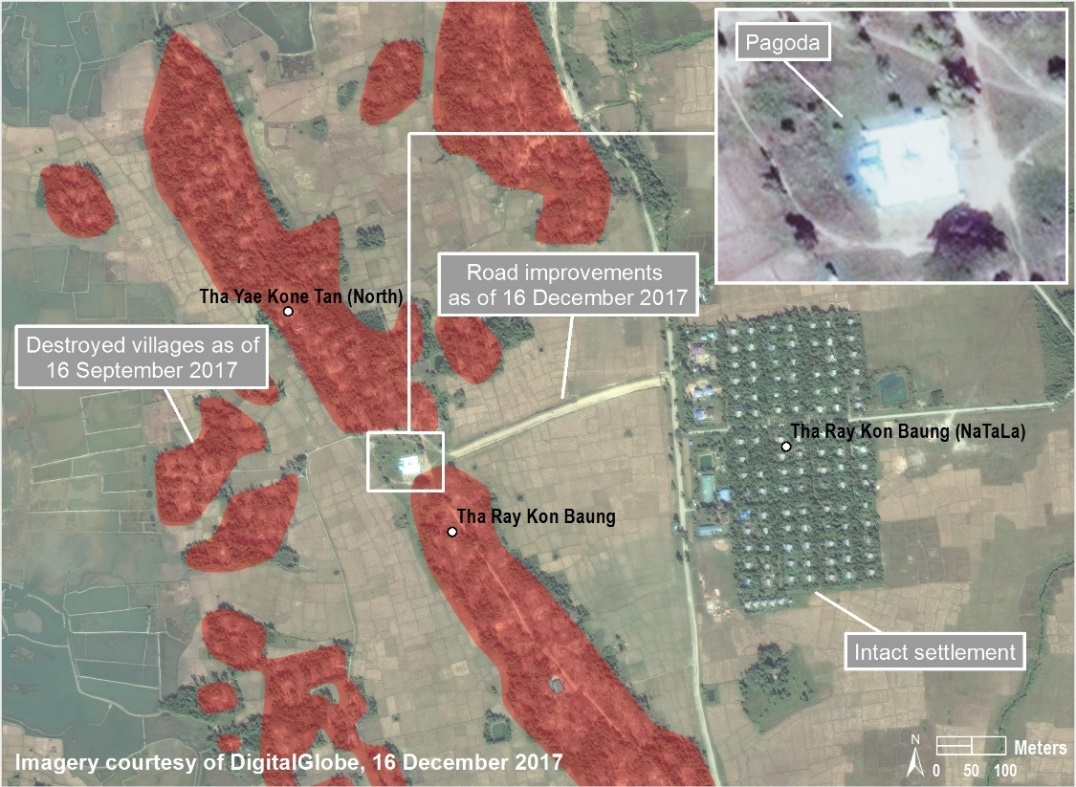 Pagoda
Road improvements
as of 16 December 2017
Tha Yae Kone Tan (North)
Destroyed villages as of
16 September 2017
Tha Ray Kon Baung (NaTaLa)
Tha Ray Kon Baung
Intact settlement
N
Meters
0 50 100
Imagery courtesy of DigitalGlobe, 16 December 2017